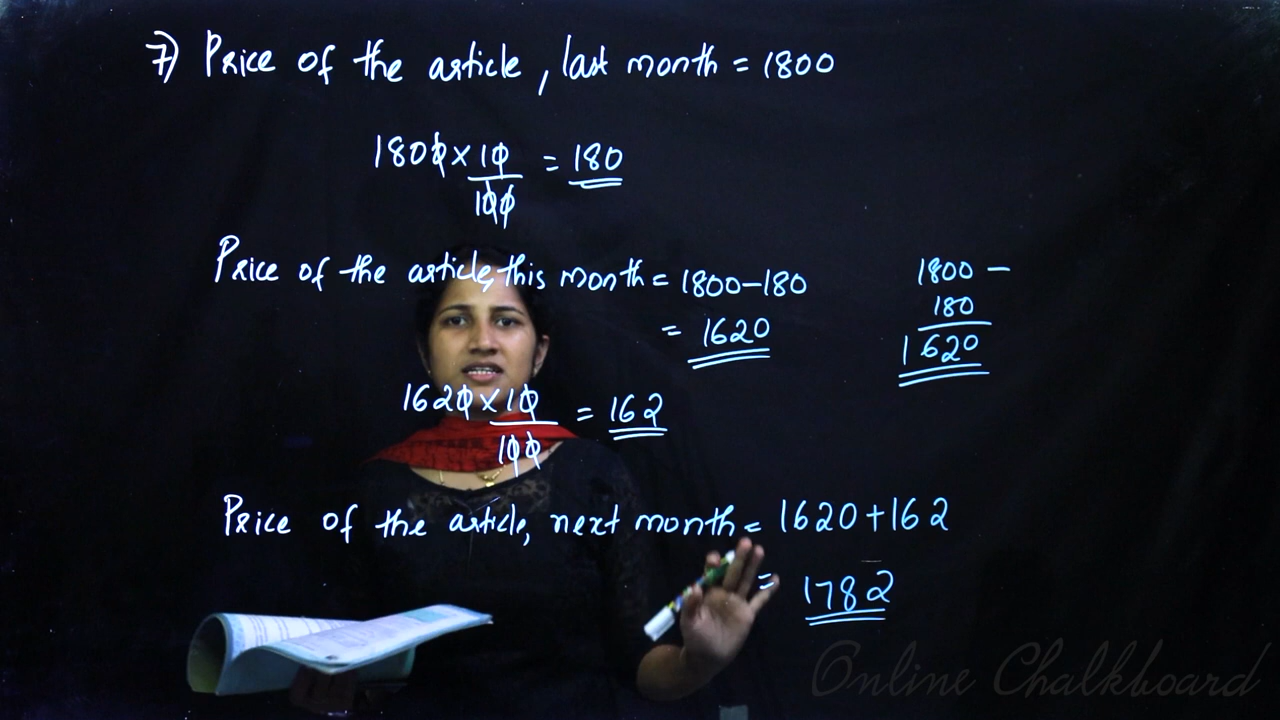 7) Price of the article, last month = 1800
1800 × 10/100 = 180
Price of the article, this month = 1800 – 180
= 1620
1800 –
180
1620
1620 × 10/100 = 162
Price of the article, next month = 1620 + 162
= 1782
Online Chalkboard